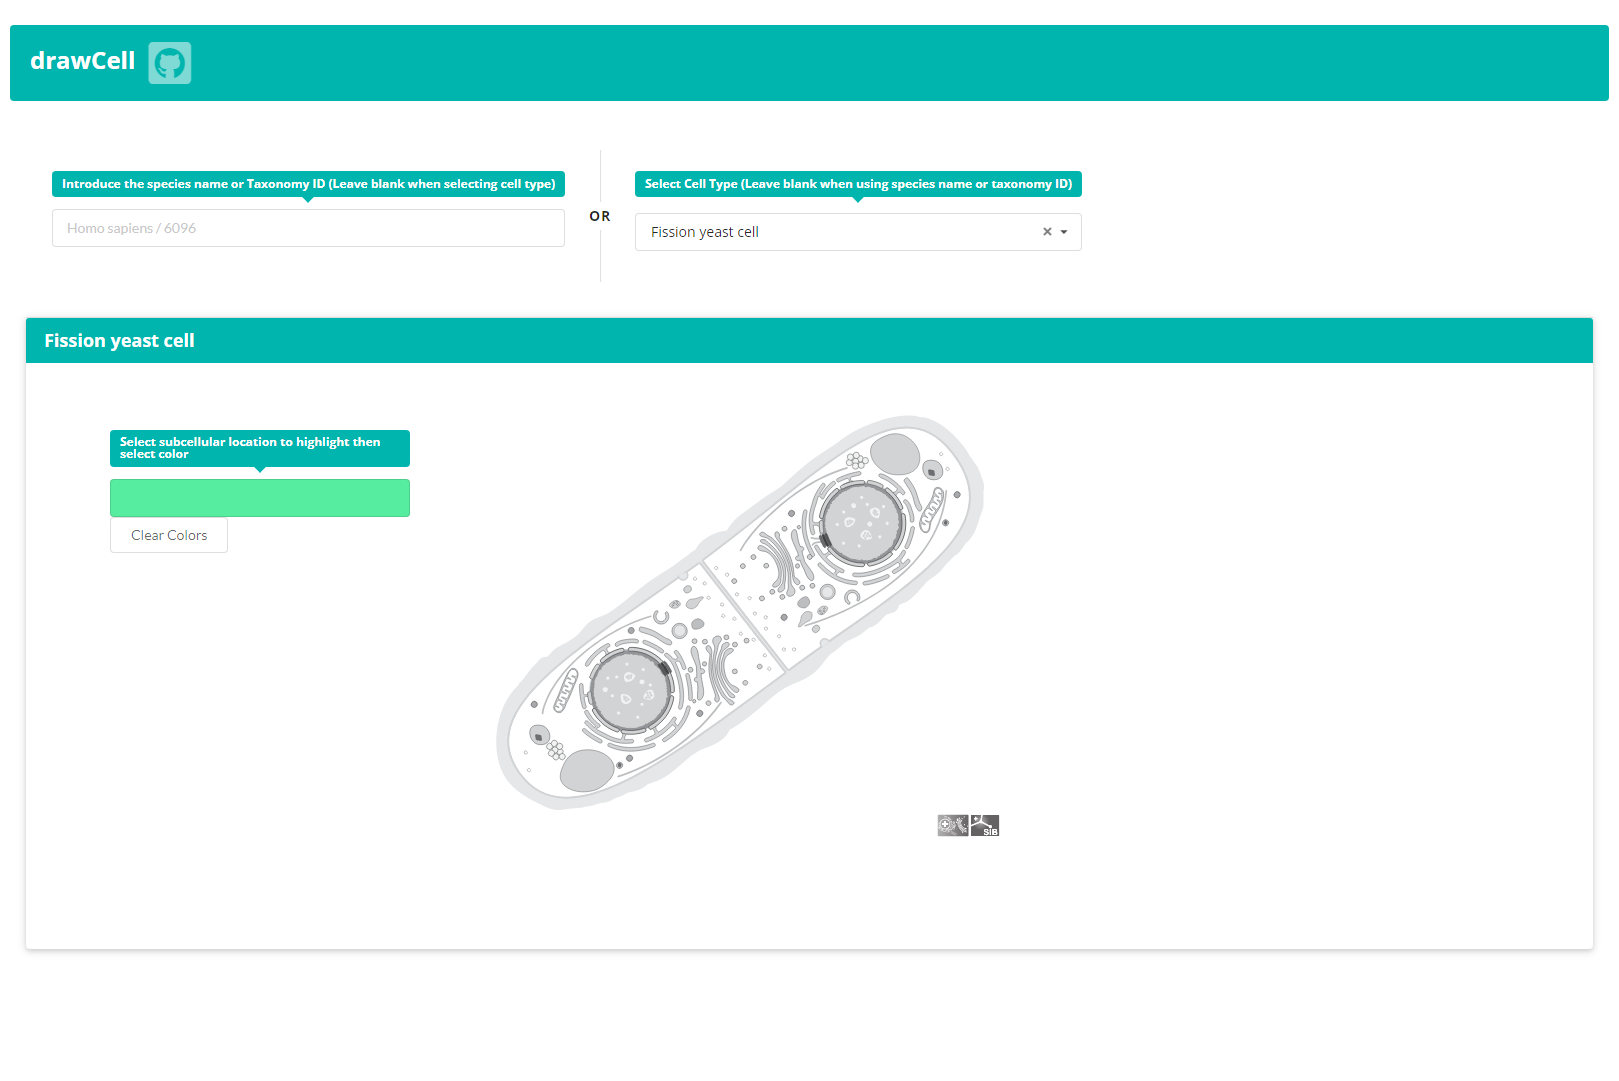 drawCell
Introduce the species name or Taxonomy ID (Leave blank when selecting cell type)
Homo sapiens / 6096
OR
Select Cell Type (Leave blank when using species name or taxonomy ID)
Fission yeast cell
Fission yeast cell
Select subcellular location to highlight then
select color
Clear Colors
SIB